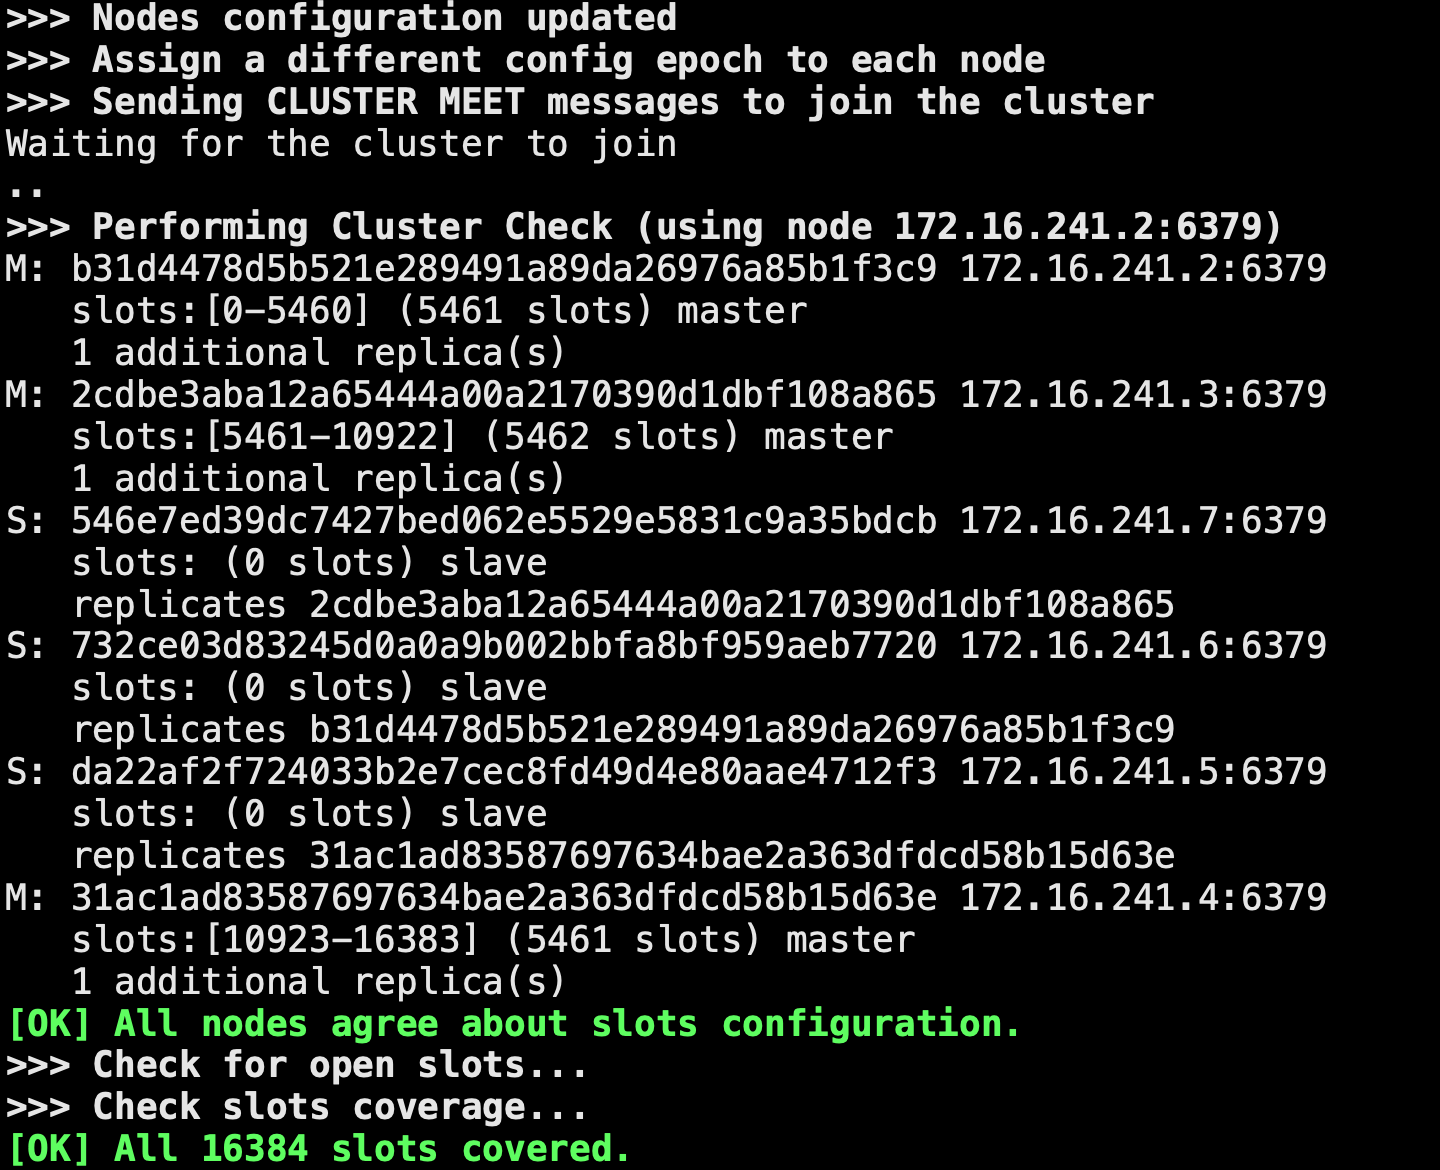 >>> Nodes configuration updated
>>> Assign a different config epoch to each node
>>> Sending CLUSTER MEET messages to join the cluster
Waiting for the cluster to join
..
>>> Performing Cluster Check (using node 172.16.241.2:6379)
M: b31d4478d5b521e289491a89da26976a85b1f3c9 172.16.241.2:6379
   slots:[0-5460] (5461 slots) master
   1 additional replica(s)
M: 2cdbe3aba12a65444a00a2170390d1dbf108a865 172.16.241.3:6379
   slots:[5461-10922] (5462 slots) master
   1 additional replica(s)
S: 546e7ed39dc7427bed062e5529e5831c9a35bdcb 172.16.241.7:6379
   slots: (0 slots) slave
   replicates 2cdbe3aba12a65444a00a2170390d1dbf108a865
S: 732ce03d83245d0a0a9b002bbfa8bf959aeb7720 172.16.241.6:6379
   slots: (0 slots) slave
   replicates b31d4478d5b521e289491a89da26976a85b1f3c9
S: da22af2f724033b2e7cec8fd49d4e80aae4712f3 172.16.241.5:6379
   slots: (0 slots) slave
   replicates 31ac1ad83587697634bae2a363dfdcd58b15d63e
M: 31ac1ad83587697634bae2a363dfdcd58b15d63e 172.16.241.4:6379
   slots:[10923-16383] (5461 slots) master
   1 additional replica(s)
[OK] All nodes agree about slots configuration.
>>> Check for open slots...
>>> Check slots coverage...
[OK] All 16384 slots covered.